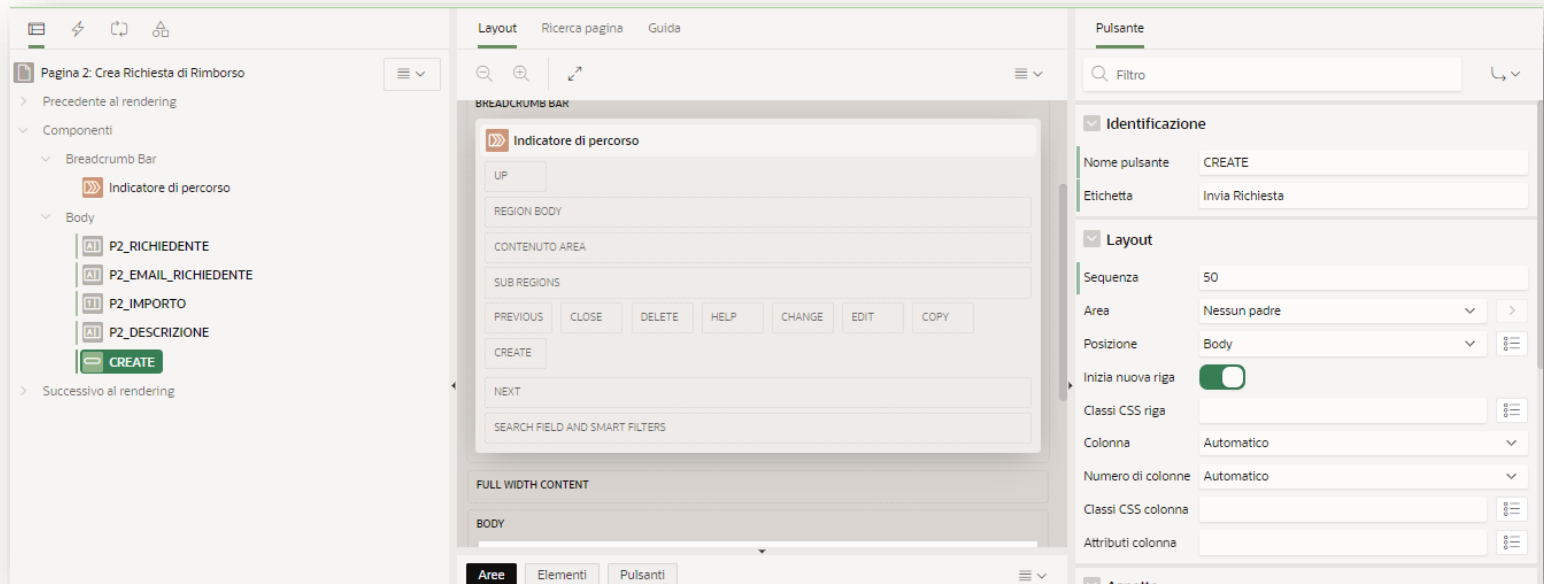 Pagina 2: Crea Richiesta di Rimborso
Precedente al rendering
Componenti
Breadcrumb Bar
Indicatore di percorso
Body
P2_RICHIEDENTE
P2_EMAIL_RICHIEDENTE
P2_IMPORTO
P2_DESCRIZIONE
CREATE
Successivo al rendering
Layout Ricerca pagina Guida
BREADCRUMB BAR
Indicatore di percorso
UP
REGION BODY
CONTENUTO AREA
SUB REGIONS
PREVIOUS CLOSE DELETE HELP CHANGE EDIT COPY
CREATE
NEXT
SEARCH FIELD AND SMART FILTERS
FULL WIDTH CONTENT
BODY
Aree Elementi Pulsanti
Pulsante
Filtro
Identificazione
Nome pulsante CREATE
Etichetta Invia Richiesta
Layout
Sequenza 50
Area Nessun padre
Posizione Body
Inizia nuova riga
Classi CSS riga
Colonna Automatico
Numero di colonne Automatico
Classi CSS colonna
Attributi colonna